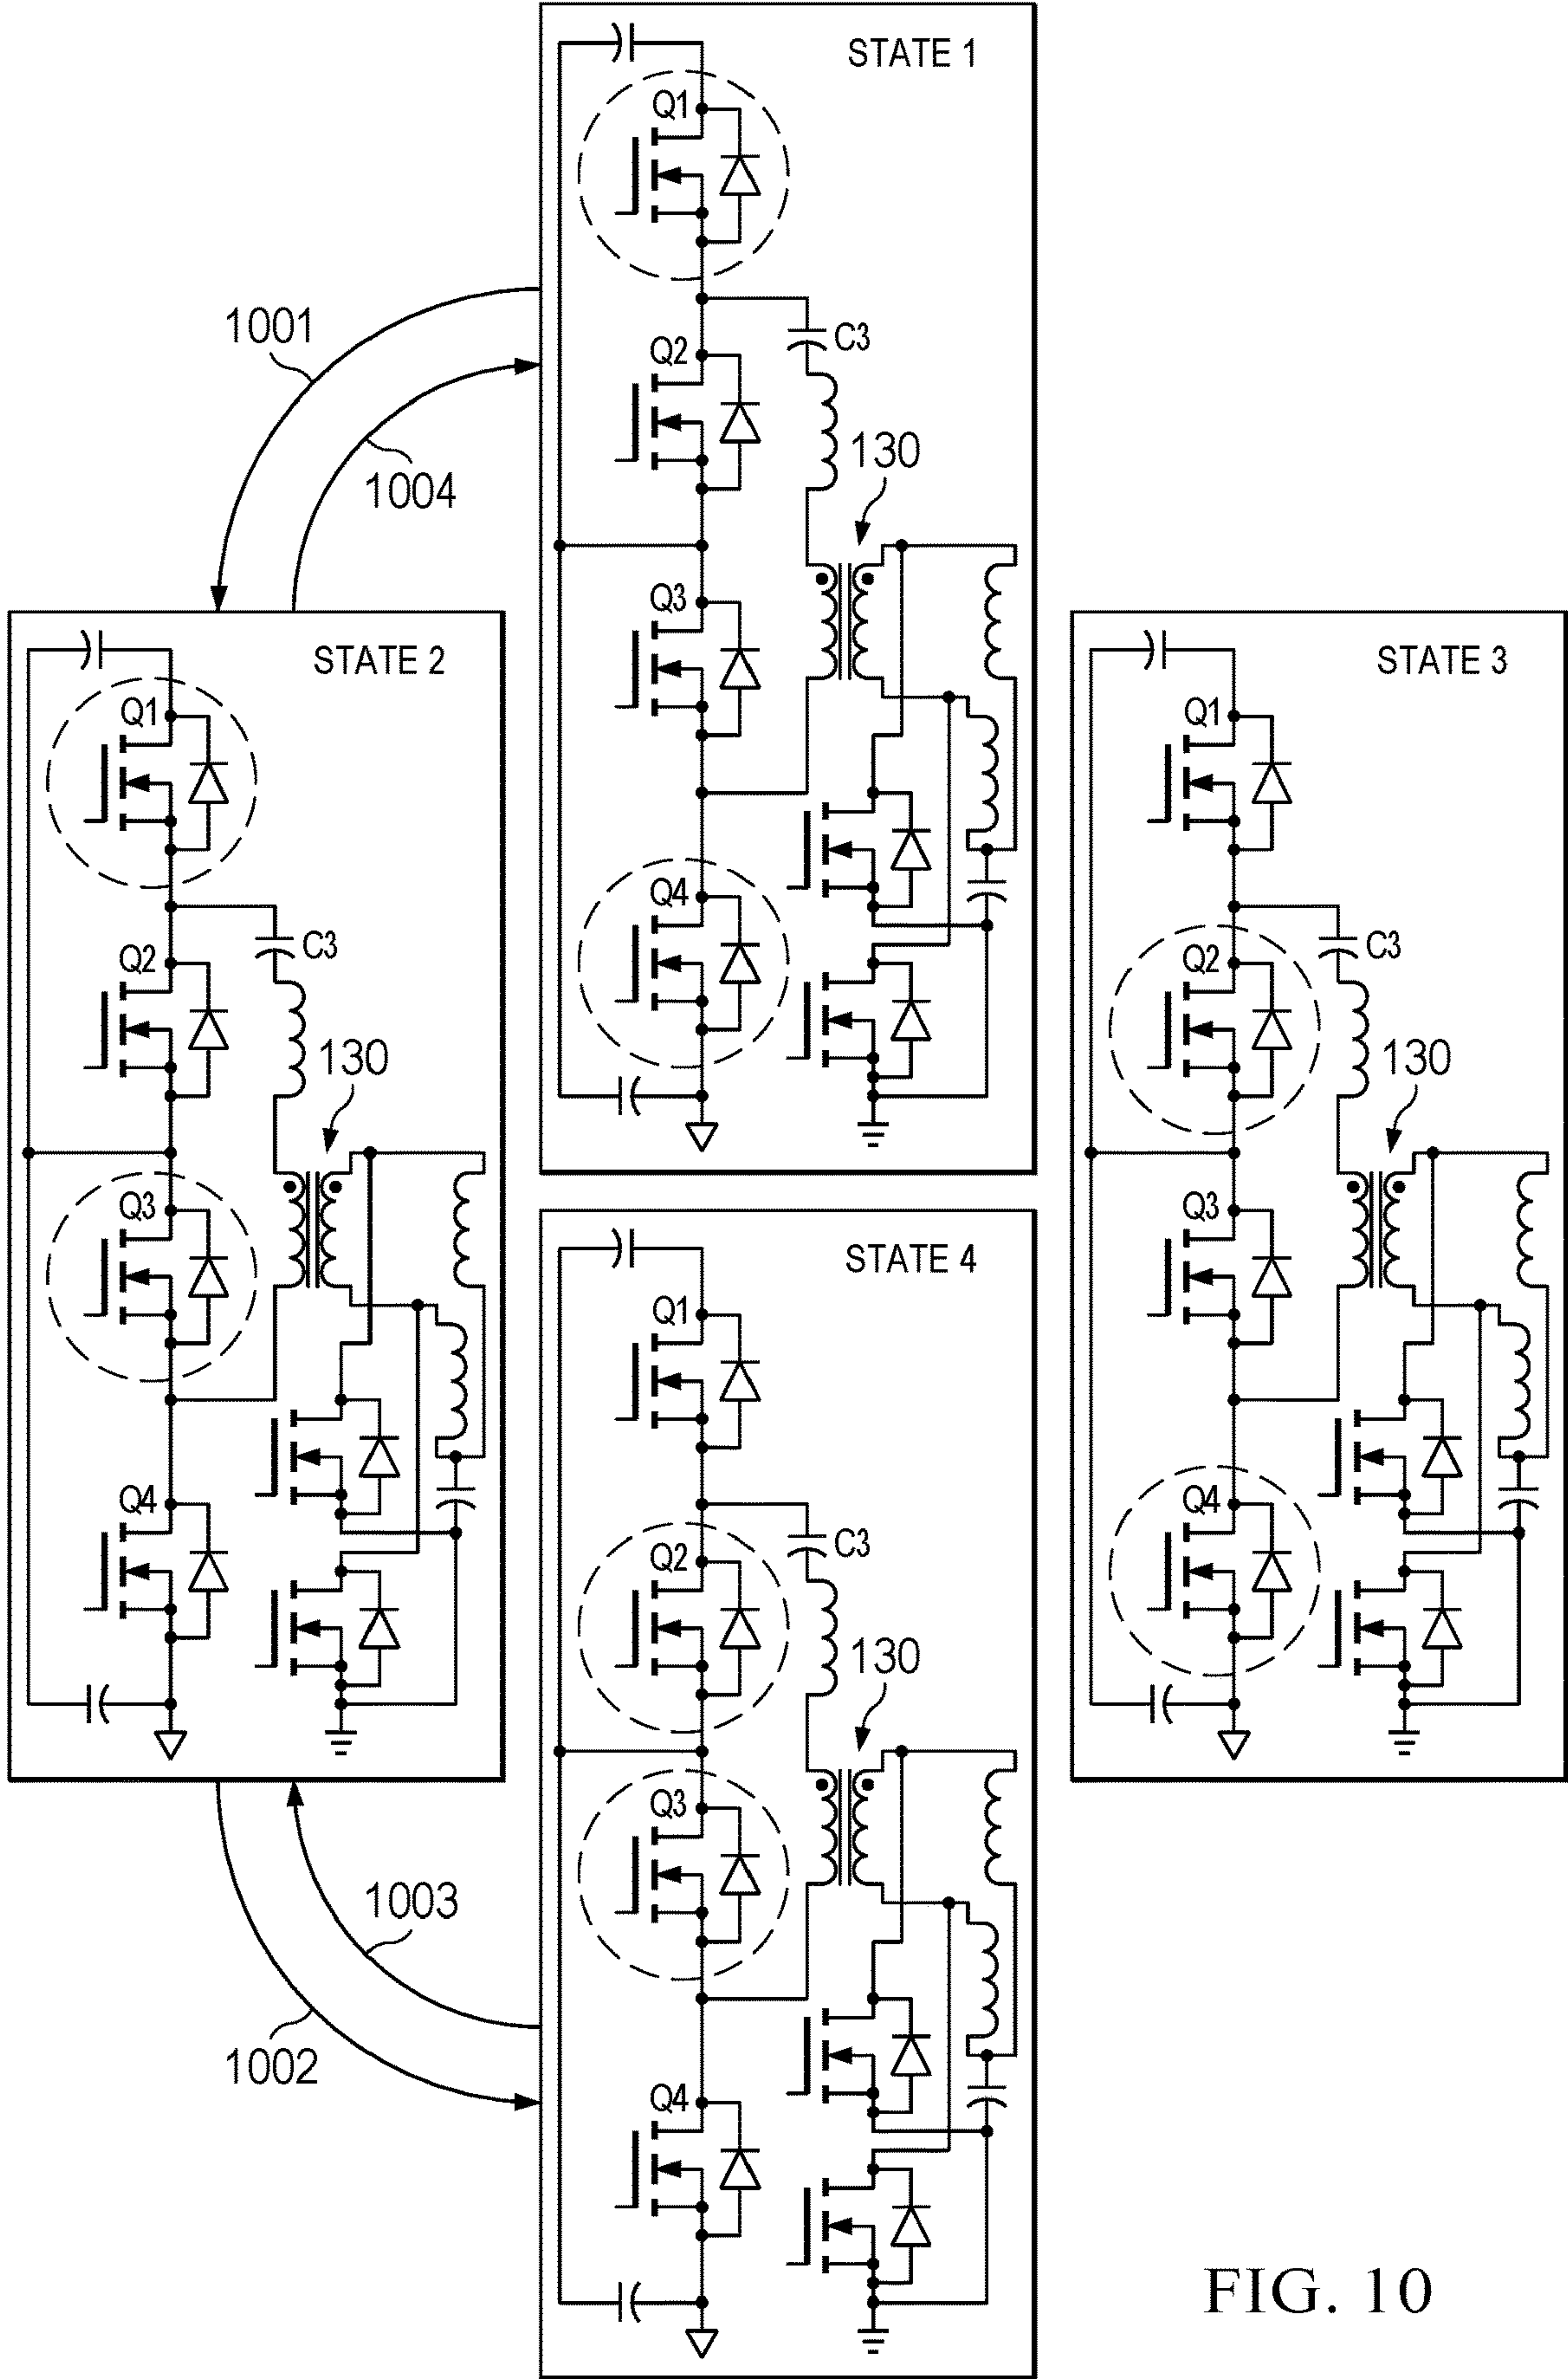 STATE 1
Q1
Q2
C3
130
Q3
Q4
1001
1004
STATE 2
Q1
Q2
C3
130
Q3
Q4
STATE 3
Q1
Q2
C3
130
Q3
Q4
STATE 4
Q1
Q2
C3
130
Q3
Q4
1003
1002
FIG. 10